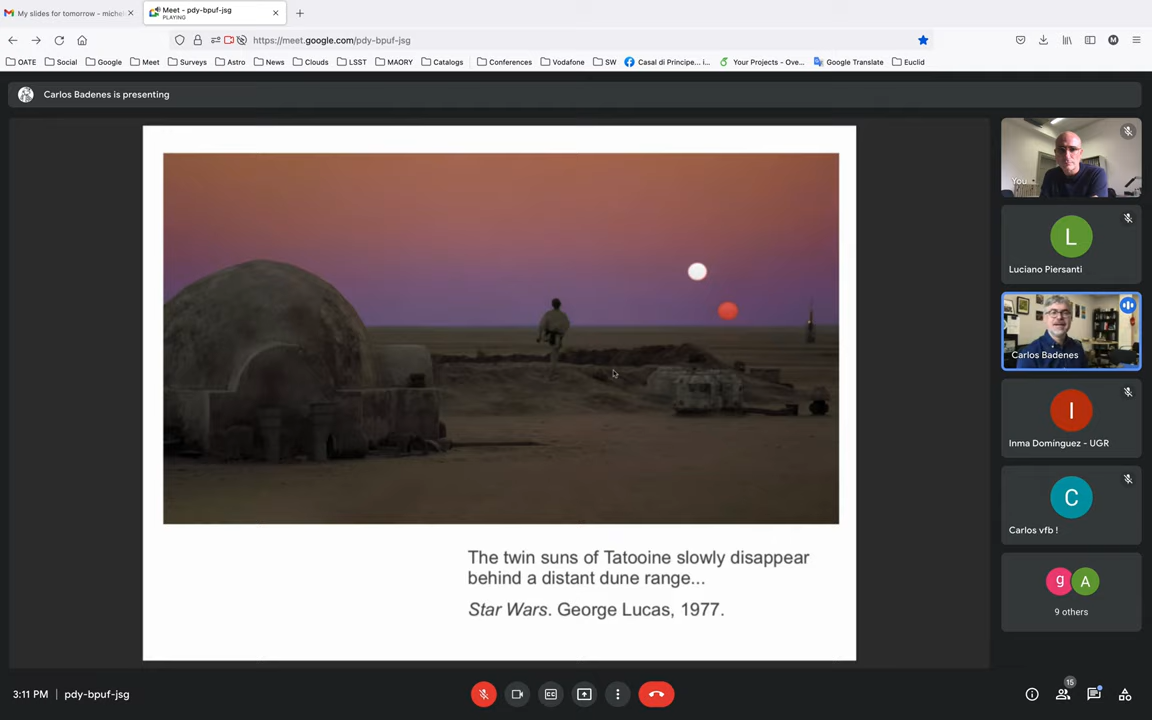 My slides for tomorrow - michel
Meet - pdy-bpuf-jsg
PLAYING
https://meet.google.com/pdy-bpuf-jsg
OATE
Social
Google
Meet
Surveys
Astro
News
Clouds
LSST
MAORY
Catalogs
Conferences
Vodafone
SW
Casal di Principe... i...
Your Projects - Ove...
Google Translate
Euclid
M
Carlos Badenes is presenting
You
L
Luciano Piersanti
Carlos Badenes
I
Inma Dominguez - UGR
C
Carlos vfb !
g
A
9 others
The twin suns of Tatooine slowly disappear
behind a distant dune range...
Star Wars. George Lucas, 1977.
3:11 PM | pdy-bpuf-jsg
CC
15